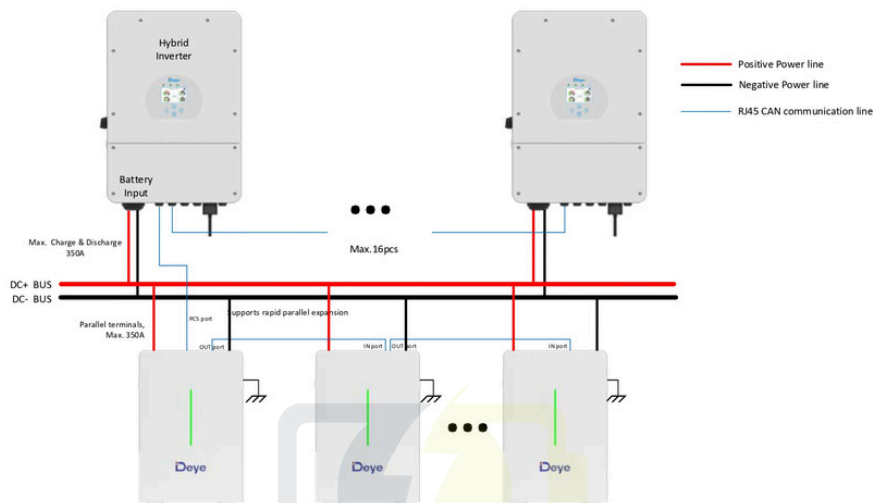 Hybrid
Inverter
Deye
Deye
Positive Power line
Negative Power line
RJ45 CAN communication line
Battery
Input
Max. Charge & Discharge
350A
Max.16pcs
DC+ BUS
DC- BUS
Parallel terminals,
Max. 350A
PCS port
Supports rapid parallel expansion
OUT port
IN port
OUT port
IN port
Deye
Deye
Deye